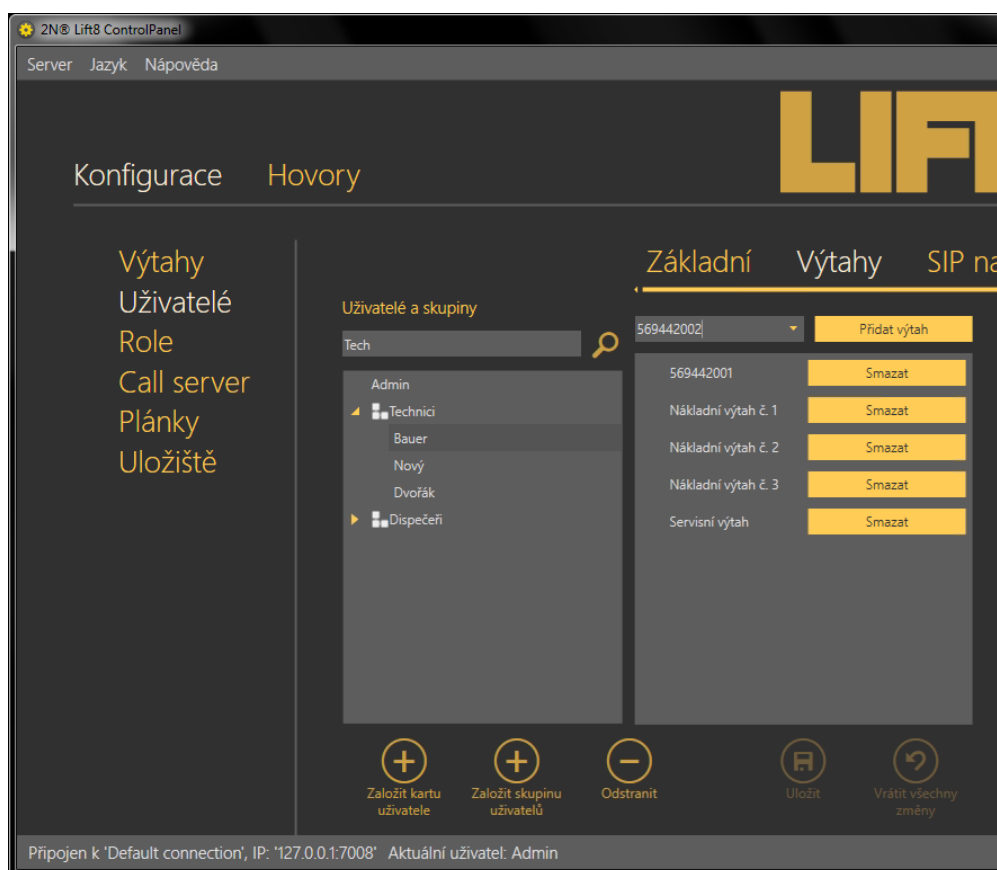 2N® Lift8 ControlPanel
Server Jazyk Nápověda
LIFT
Konfigurace Hovory
Výtahy
Uživatelé
Role
Call server
Plánky
Uložiště
Uživatelé a skupiny
Tech
Admin
Technici
Bauer
Nový
Dvořák
Dispečeři
Základní Výtahy SIP na
569442002 Přidat výtah
569442001 Smazat
Nákladní výtah č. 1 Smazat
Nákladní výtah č. 2 Smazat
Nákladní výtah č. 3 Smazat
Servisní výtah Smazat
Založit kartu
uživatele
Založit skupinu
uživatelů
Odstranit
Uložit
Vrátit všechny
změny
Připojen k 'Default connection', IP: '127.0.0.1:7008' Aktuální uživatel: Admin